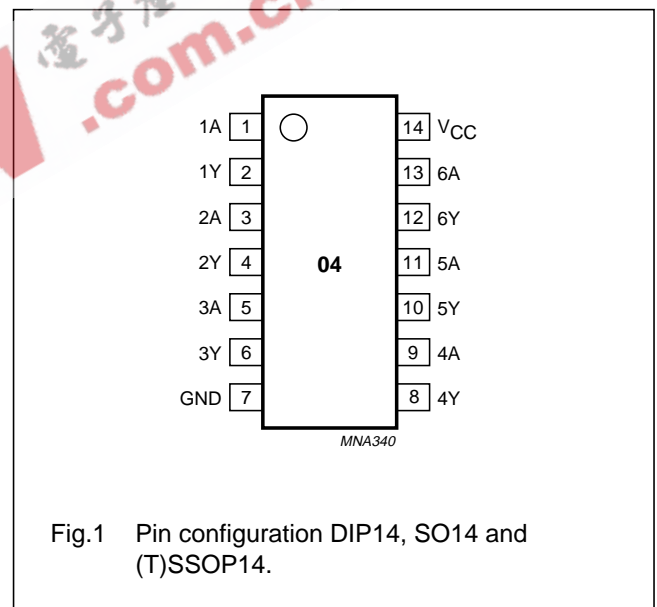 電子
.com.c
1A 1 14 VCC
1Y 2 13 6A
2A 3 12 6Y
2Y 4 04 11 5A
3A 5 10 5Y
3Y 6 9 4A
GND 7 8 4Y
MNA340
Fig.1 Pin configuration DIP14, SO14 and
(T)SSOP14.